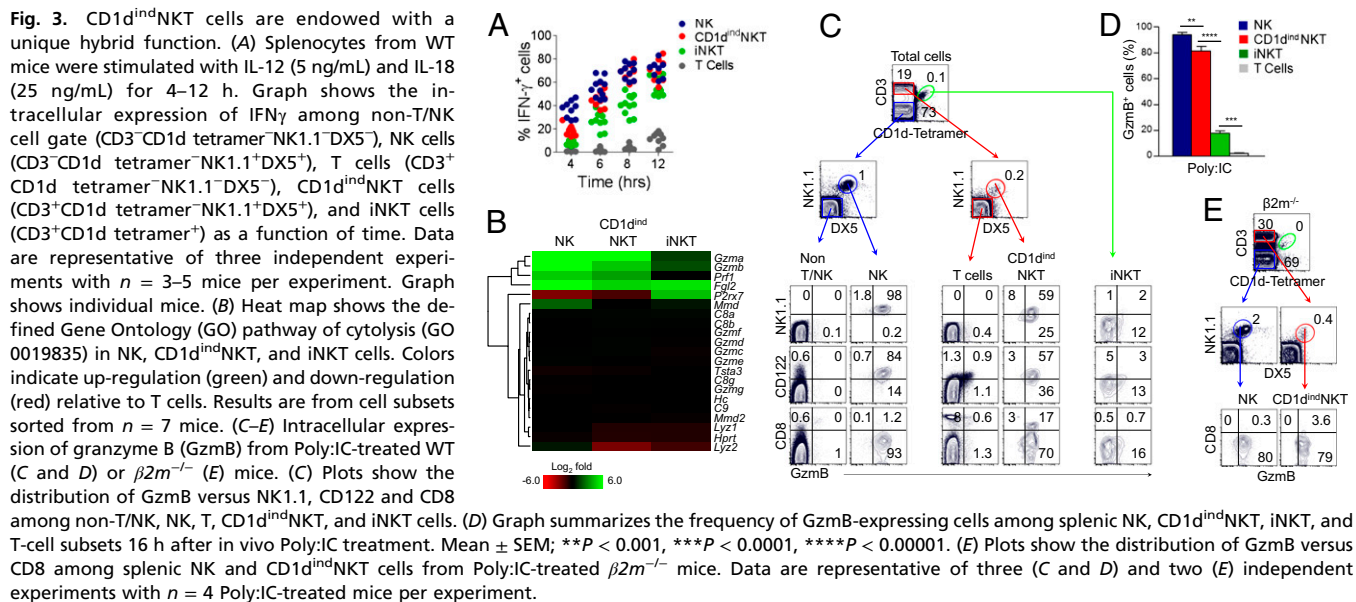 Fig. 3. CD1d^indNKT cells are endowed with a
unique hybrid function. (A) Splenocytes from WT
mice were stimulated with IL-12 (5 ng/mL) and IL-18
(25 ng/mL) for 4–12 h. Graph shows the in-
tracellular expression of IFNγ among non-T/NK
cell gate (CD3⁻CD1d tetramer⁻NK1.1⁻DX5⁻), NK cells
(CD3⁻CD1d tetramer⁻NK1.1⁺DX5⁺), T cells (CD3⁺
CD1d tetramer⁻NK1.1⁻DX5⁻), CD1d^indNKT cells
(CD3⁺CD1d tetramer⁻NK1.1⁺DX5⁺), and iNKT cells
(CD3⁺CD1d tetramer⁺) as a function of time. Data
are representative of three independent experi-
ments with n = 3–5 mice per experiment. Graph
shows individual mice. (B) Heat map shows the de-
fined Gene Ontology (GO) pathway of cytolysis (GO
0019835) in NK, CD1d^indNKT, and iNKT cells. Colors
indicate up-regulation (green) and down-regulation
(red) relative to T cells. Results are from cell subsets
sorted from n = 7 mice. (C–E) Intracellular expres-
sion of granzyme B (GzmB) from Poly:IC-treated WT
(C and D) or β2m⁻/⁻ (E) mice. (C) Plots show the
distribution of GzmB versus NK1.1, CD122 and CD8
among non-T/NK, NK, T, CD1d^indNKT, and iNKT cells. (D) Graph summarizes the frequency of GzmB-expressing cells among splenic NK, CD1d^indNKT, iNKT, and
T-cell subsets 16 h after in vivo Poly:IC treatment. Mean ± SEM; **P < 0.001, ***P < 0.0001, ****P < 0.00001. (E) Plots show the distribution of GzmB versus
CD8 among splenic NK and CD1d^indNKT cells from Poly:IC-treated β2m⁻/⁻ mice. Data are representative of three (C and D) and two (E) independent
experiments with n = 4 Poly:IC-treated mice per experiment.
A
NK
CD1d^indNKT
iNKT
T Cells
% IFN-γ⁺ cells
100
80
60
40
20
0
4 6 8 12
Time (hrs)
B
CD1d^ind
NK NKT iNKT
Gzma
Gzmb
Prf1
Fgl2
P2rx7
Mmd
C8a
C8b
Gzmf
Gzmd
Gzmc
Gzme
Tsta3
C8g
Gzmg
Hc
C9
Mmd2
Lyz1
Hprt
Lyz2
Log₂ fold
-6.0 6.0
C
Total cells
19 0.1
73
CD3
CD1d-Tetramer
1
NK1.1
DX5
0.2
NK1.1
DX5
Non
T/NK
NK
T cells
CD1d^ind
NKT
iNKT
NK1.1
0 0 1.8 98 0 0 8 59 1 2
0.1 0.2 0.4 25 12
CD122
0.6 0 0.7 84 1.3 0.9 3 57 5 3
0 14 1.1 36 13
CD8
0.6 0 0.1 1.2 8 0.6 3 17 0.5 0.7
1 93 1.3 70 16
GzmB
D
NK
CD1d^indNKT
iNKT
T Cells
GzmB⁺ cells (%)
100
80
60
40
20
0
** **** ***
Poly:IC
E
β2m⁻/⁻
30 0
69
CD3
CD1d-Tetramer
2 0.4
NK1.1
DX5
NK CD1d^indNKT
0 0.3 0 3.6
80 79
CD8
GzmB